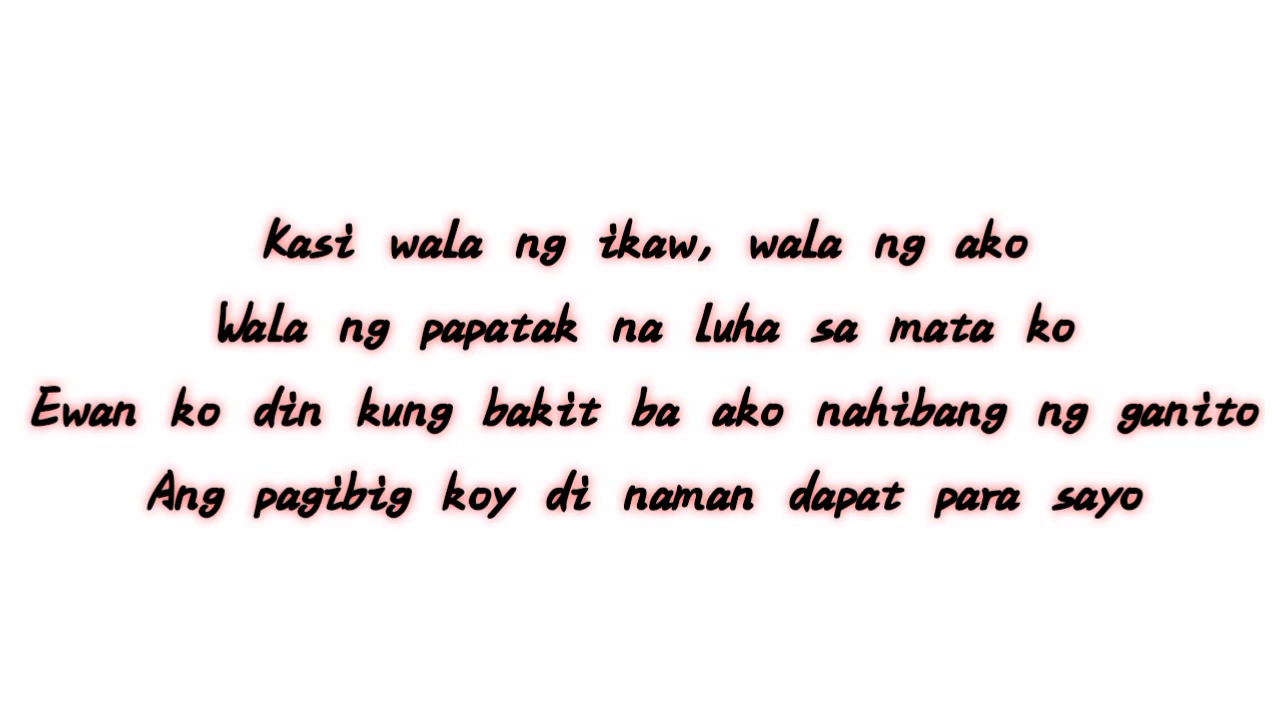 Kasi wala ng ikaw, wala ng ako
Wala ng papatak na luha sa mata ko
Ewan ko din kung bakit ba ako nahibang ng ganito
Ang pagibig koy di naman dapat para sayo